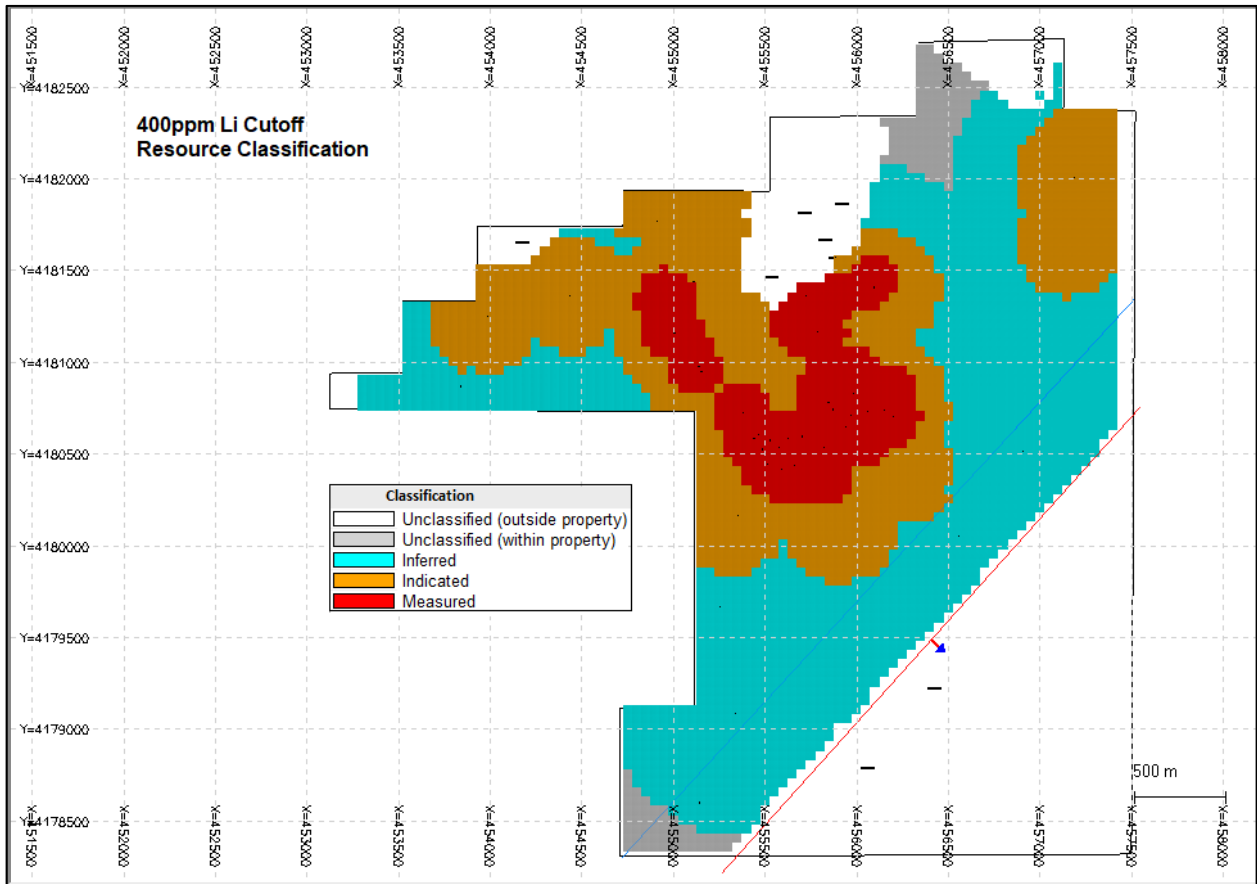 X=451500
X=452000
X=452500
X=453000
X=453500
X=454000
X=454500
X=455000
X=455500
X=456000
X=456500
X=457000
X=457500
X=458000
Y=4182500
400ppm Li Cutoff
Resource Classification
Y=4182000
Y=4181500
Y=4181000
Y=4180500
Classification
Unclassified (outside property)
Unclassified (within property)
Inferred
Indicated
Measured
Y=4180000
Y=4179500
Y=4179000
500 m
Y=4178500
X=451500
X=452000
X=452500
X=453000
X=453500
X=454000
X=454500
X=455000
X=455500
X=456000
X=456500
X=457000
X=457500
X=458000